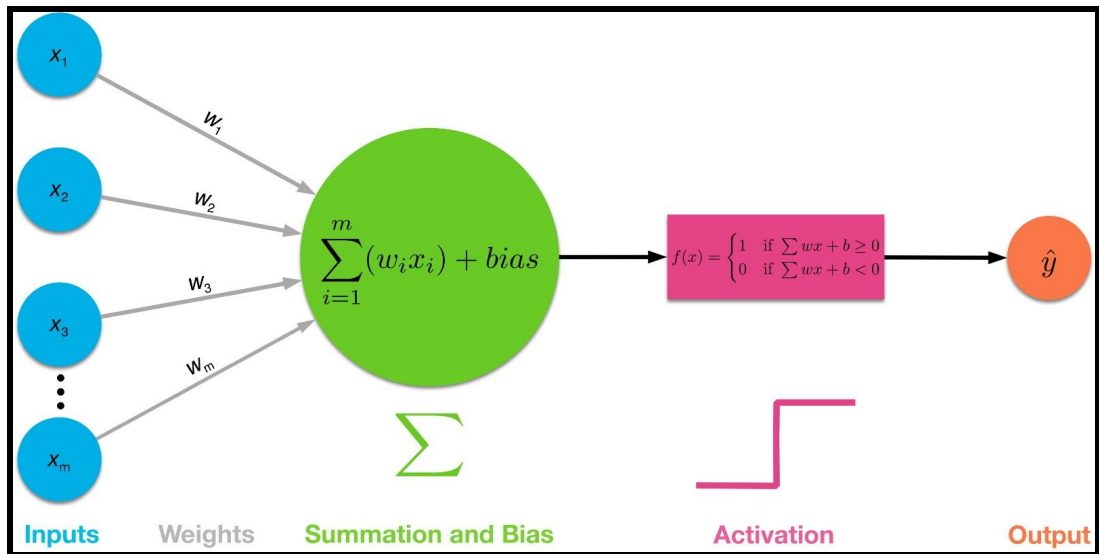 x₁
x₂
x₃
xₘ
w₁
w₂
w₃
wₘ
∑_{i=1}^{m}(wᵢxᵢ) + bias
f(x) = {1 if ∑ wx + b ≥ 0
0 if ∑ wx + b < 0
ŷ
∑
Inputs Weights Summation and Bias Activation Output